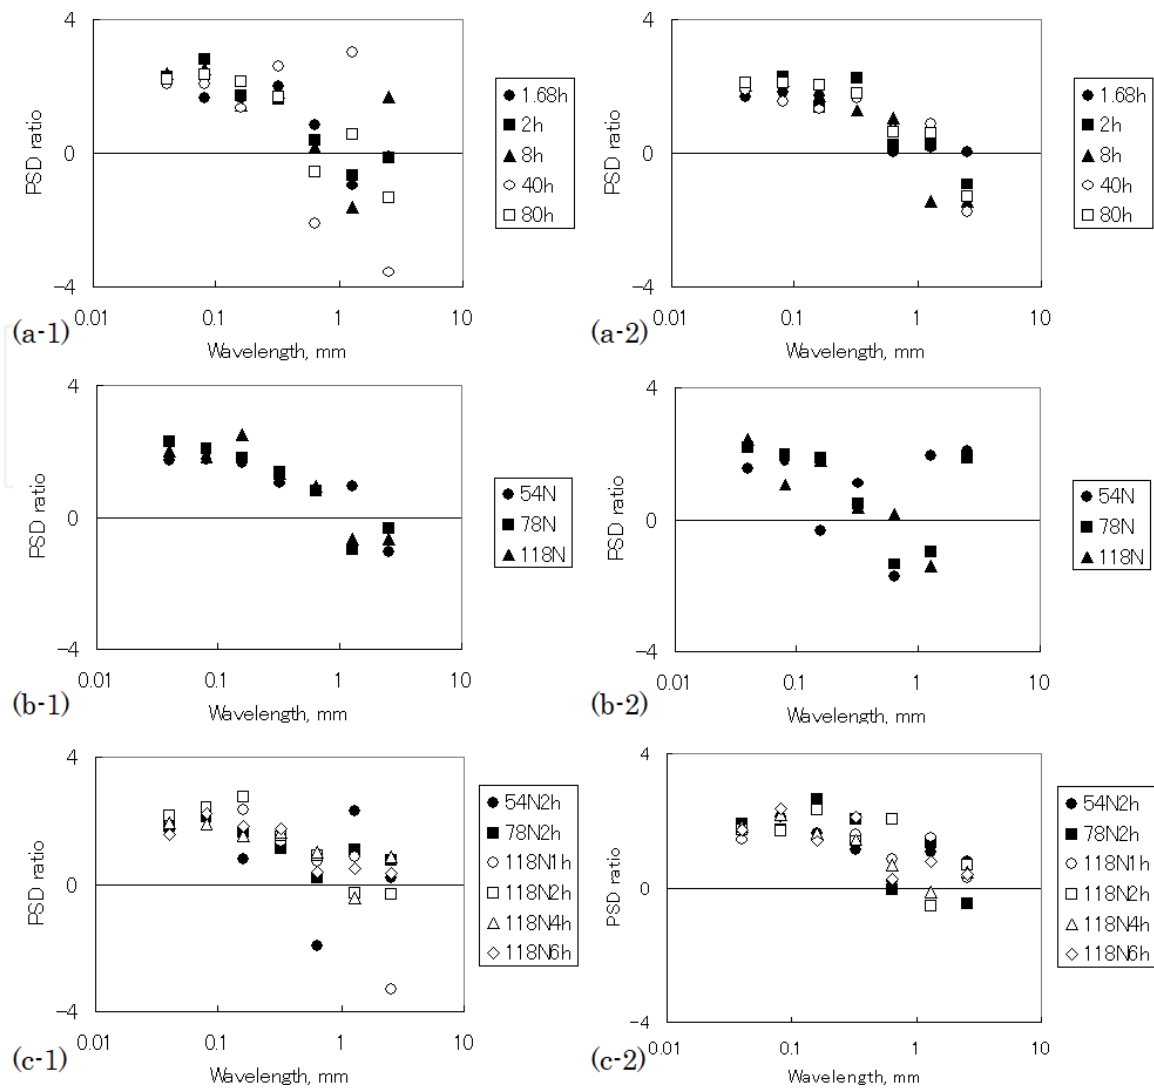 4
PSD ratio
0
−4
0.01
0.1
1
10
Wavelength, mm
(a-1)
1.68h
2h
8h
40h
80h
4
PSD ratio
0
−4
0.01
0.1
1
10
Wavelength, mm
(a-2)
1.68h
2h
8h
40h
80h
4
PSD ratio
0
−4
0.01
0.1
1
10
Wavelength, mm
(b-1)
54N
78N
118N
4
PSD ratio
0
−4
0.01
0.1
1
10
Wavelength, mm
(b-2)
54N
78N
118N
4
PSD ratio
0
−4
0.01
0.1
1
10
Wavelength, mm
(c-1)
54N2h
78N2h
118N1h
118N2h
118N4h
118N6h
4
PSD ratio
0
−4
0.01
0.1
1
10
Wavelength, mm
(c-2)
54N2h
78N2h
118N1h
118N2h
118N4h
118N6h